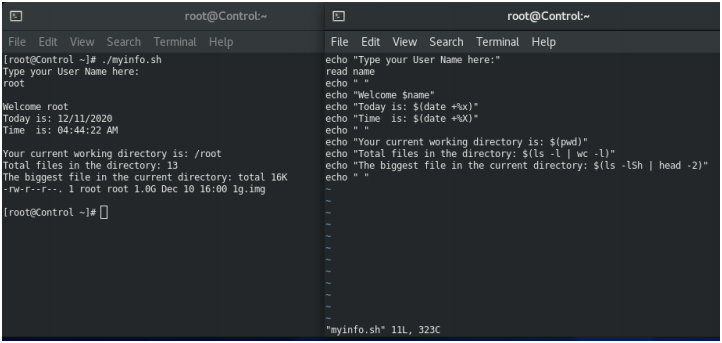 root@Control:~
File Edit View Search Terminal Help
[root@Control ~]# ./myinfo.sh
Type your User Name here:
root
Welcome root
Today is: 12/11/2020
Time  is: 04:44:22 AM
Your current working directory is: /root
Total files in the directory: 13
The biggest file in the current directory: total 16K
-rw-r--r--. 1 root root 1.0G Dec 10 16:00 1g.img
[root@Control ~]#
root@Control:~
File Edit View Search Terminal Help
echo "Type your User Name here:"
read name
echo " "
echo "Welcome $name"
echo "Today is: $(date +%x)"
echo "Time  is: $(date +%X)"
echo " "
echo "Your current working directory is: $(pwd)"
echo "Total files in the directory: $(ls -l | wc -l)"
echo "The biggest file in the current directory: $(ls -lSh | head -2)"
echo " "
~
~
~
~
~
~
~
~
~
~
~
~
"myinfo.sh" 11L, 323C